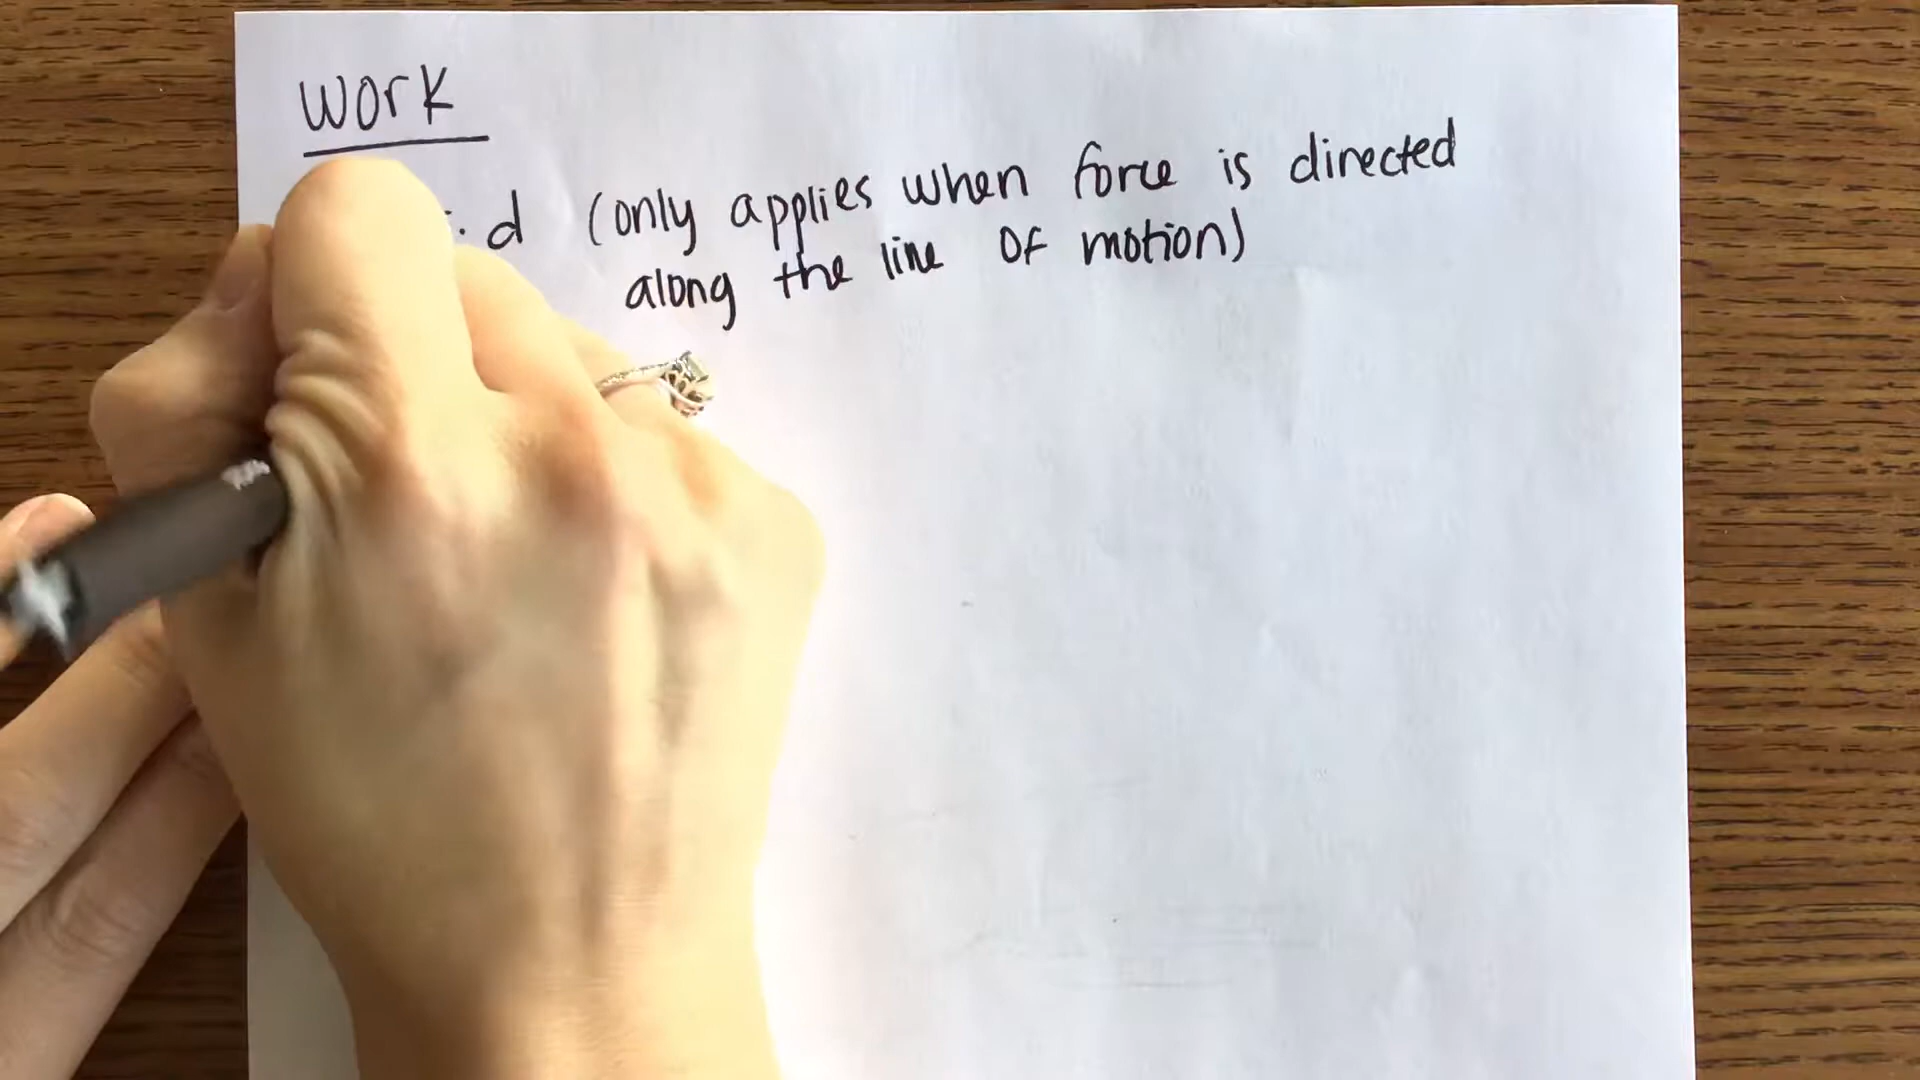 Work
· d (only applies when force is directed
along the line of motion)